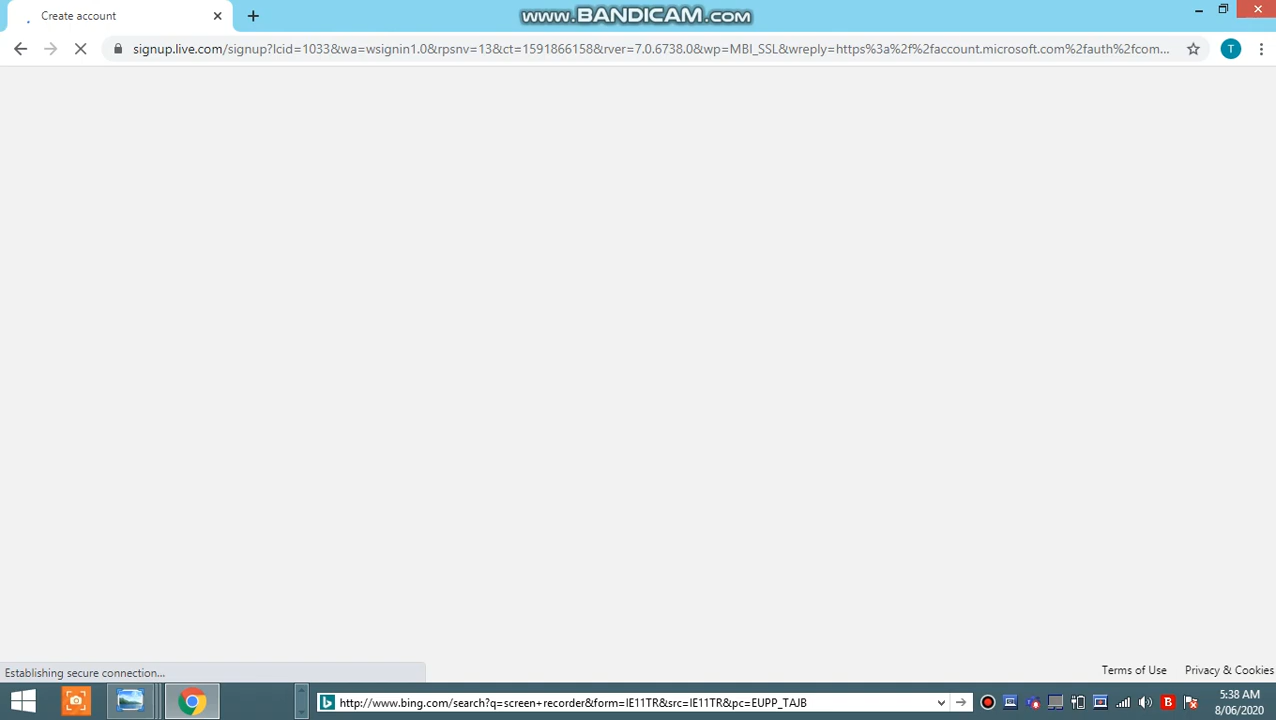 Create account
WWW.BANDICAM.COM
signup.live.com/signup?lcid=1033&wa=wsignin1.0&rpsnv=13&ct=1591866158&rver=7.0.6738.0&wp=MBI_SSL&wreply=https%3a%2f%2faccount.microsoft.com%2fauth%2fcom...
T
Establishing secure connection...
Terms of Use
Privacy & Cookies
http://www.bing.com/search?q=screen+recorder&form=IE11TR&src=IE11TR&pc=EUPP_TAJB
B
5:38 AM
8/06/2020